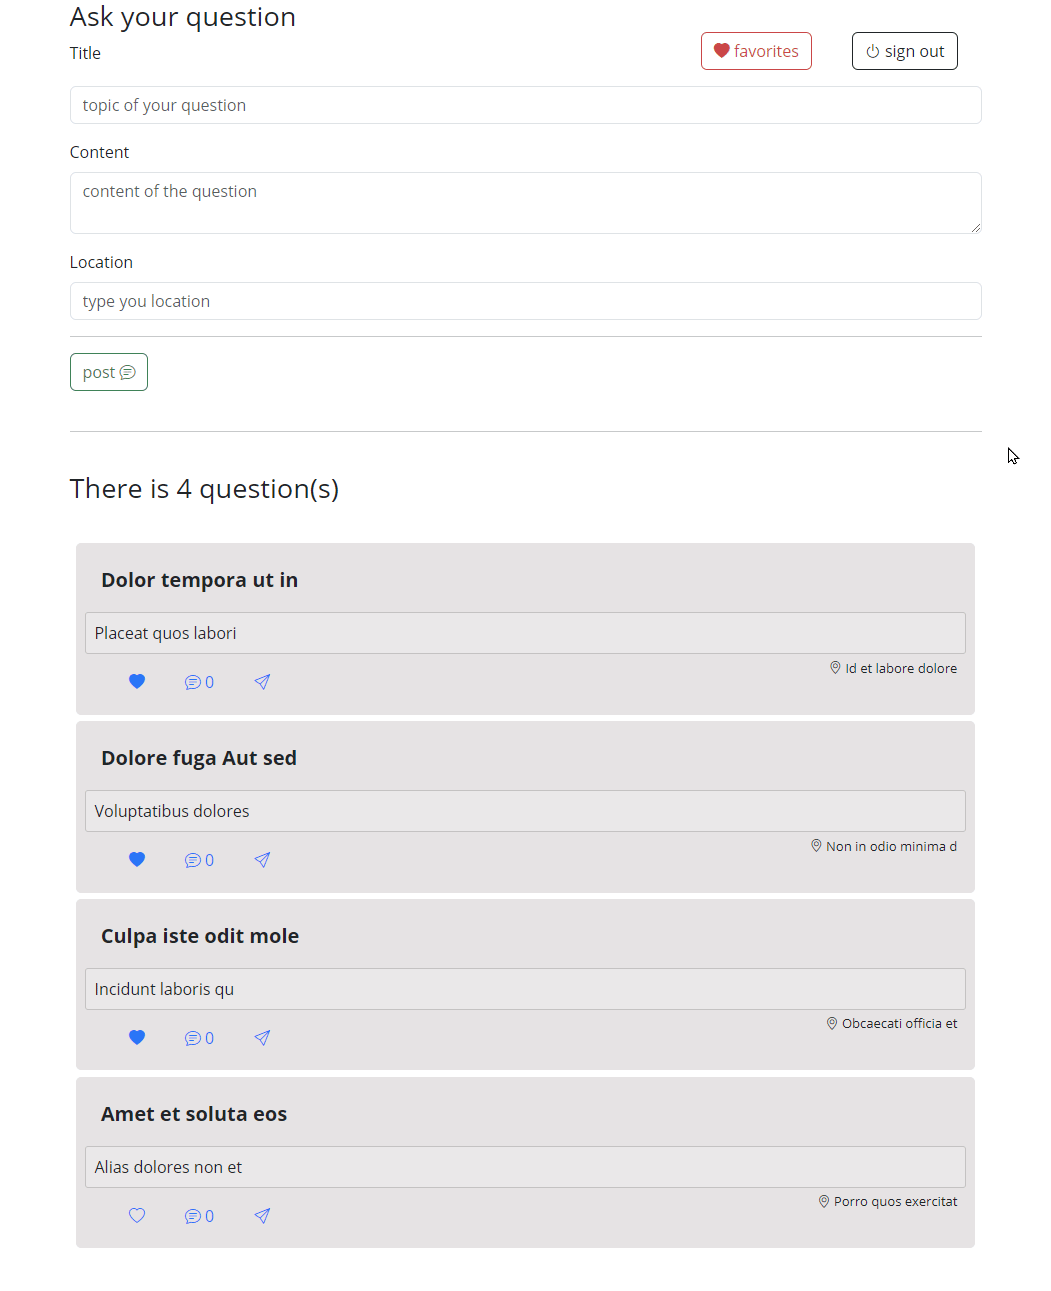 Ask your question
Title
favorites
sign out
topic of your question
Content
content of the question
Location
type you location
post
There is 4 question(s)
Dolor tempora ut in
Placeat quos labori
Id et labore dolore
0
Dolore fuga Aut sed
Voluptatibus dolores
Non in odio minima d
0
Culpa iste odit mole
Incidunt laboris qu
Obcaecati officia et
0
Amet et soluta eos
Alias dolores non et
Porro quos exercitat
0